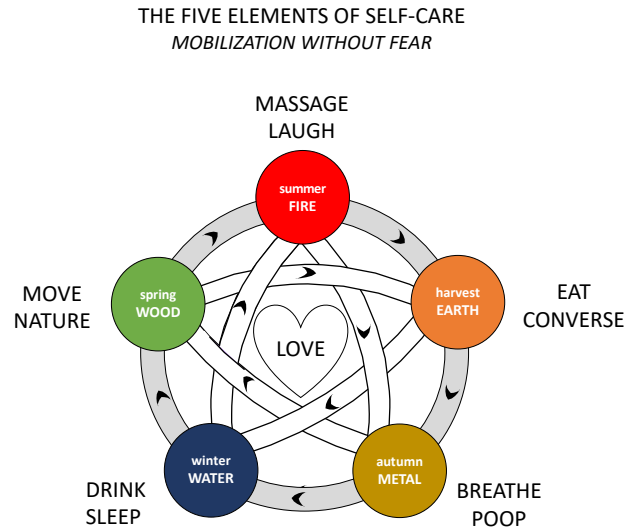 THE FIVE ELEMENTS OF SELF-CARE
MOBILIZATION WITHOUT FEAR
MASSAGE
LAUGH
summer
FIRE
MOVE
NATURE
spring
WOOD
harvest
EARTH
EAT
CONVERSE
LOVE
DRINK
SLEEP
winter
WATER
autumn
METAL
BREATHE
POOP